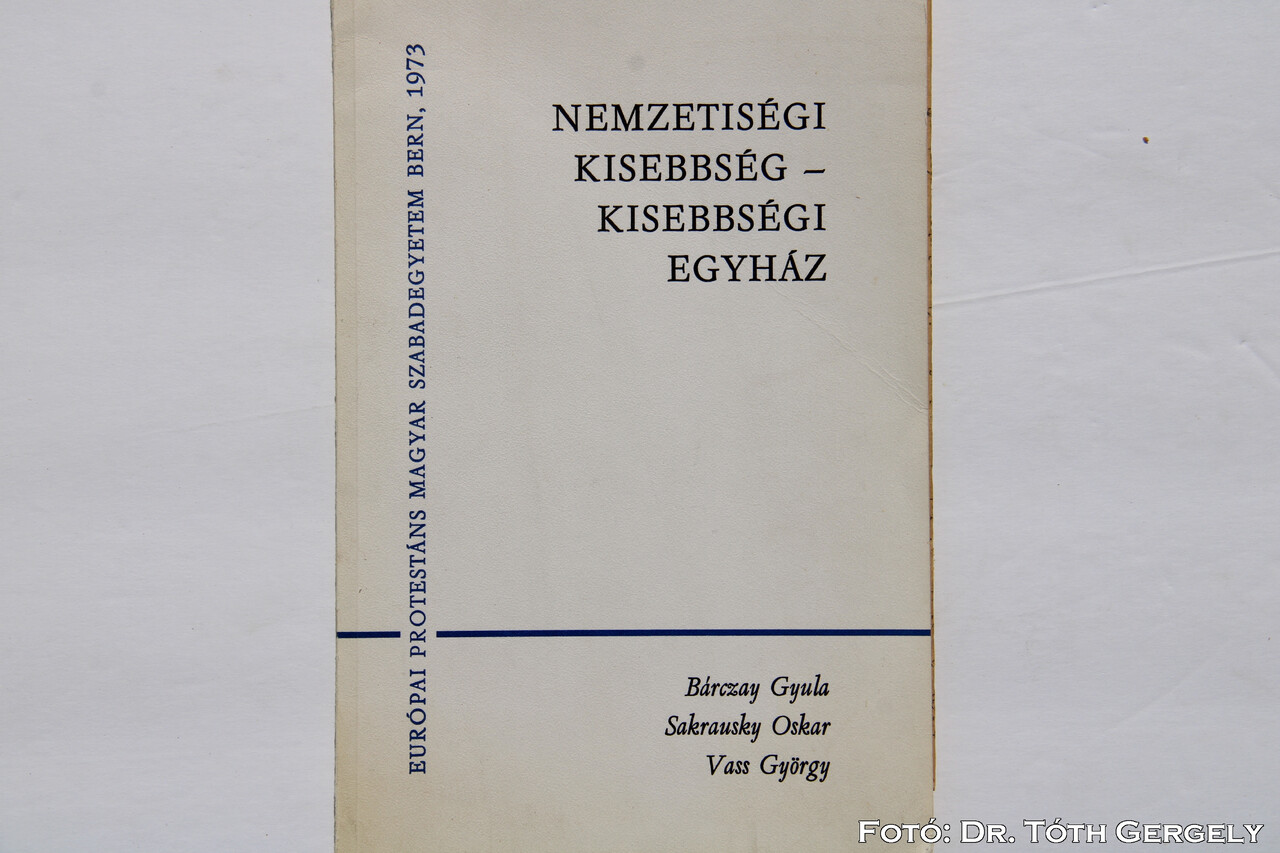 EURÓPAI PROTESTÁNS MAGYAR SZABADEGYETEM BERN, 1973
NEMZETISÉGI
KISEBBSÉG –
KISEBBSÉGI
EGYHÁZ
Bárczay Gyula
Sakrausky Oskar
Vass György
Fotó: Dr. Tóth Gergely